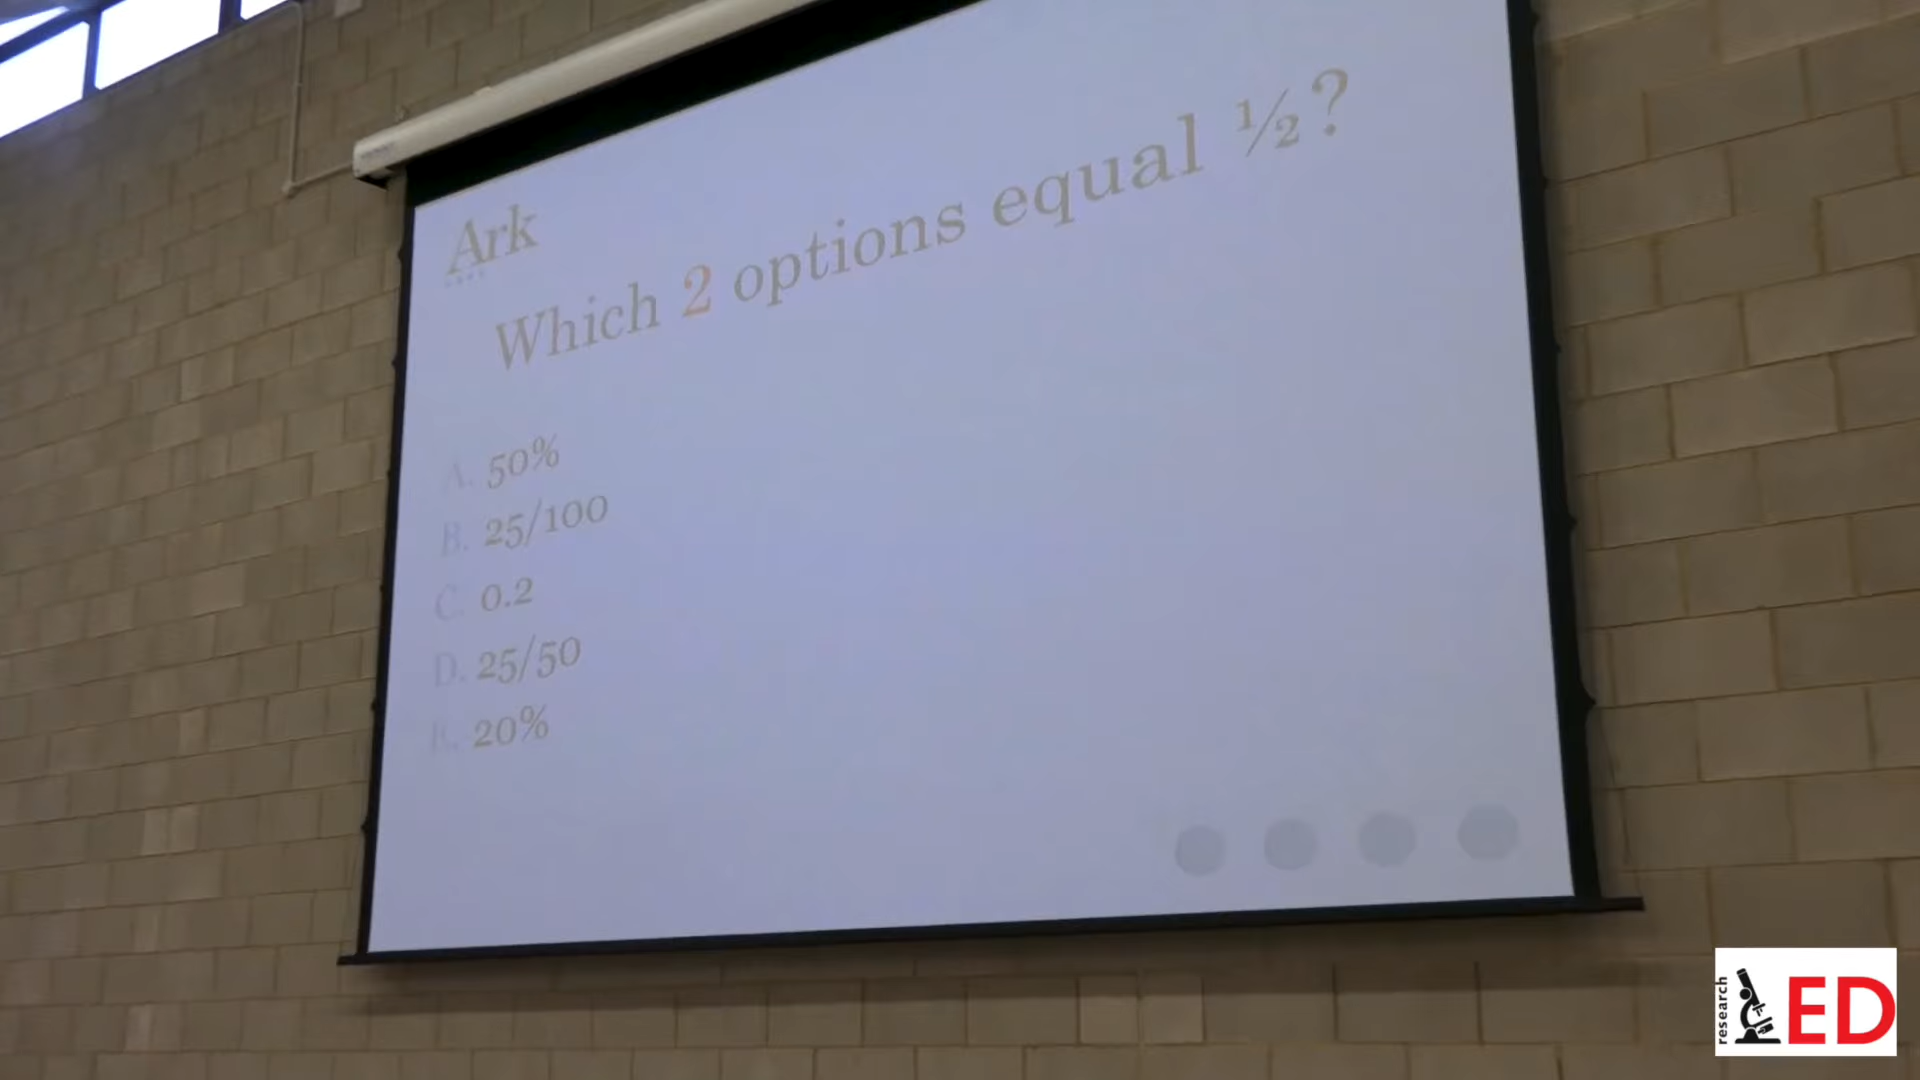 Ark
Which 2 options equal ½?
A. 50%
B. 25/100
C. 0.2
D. 25/50
E. 20%
research
ED